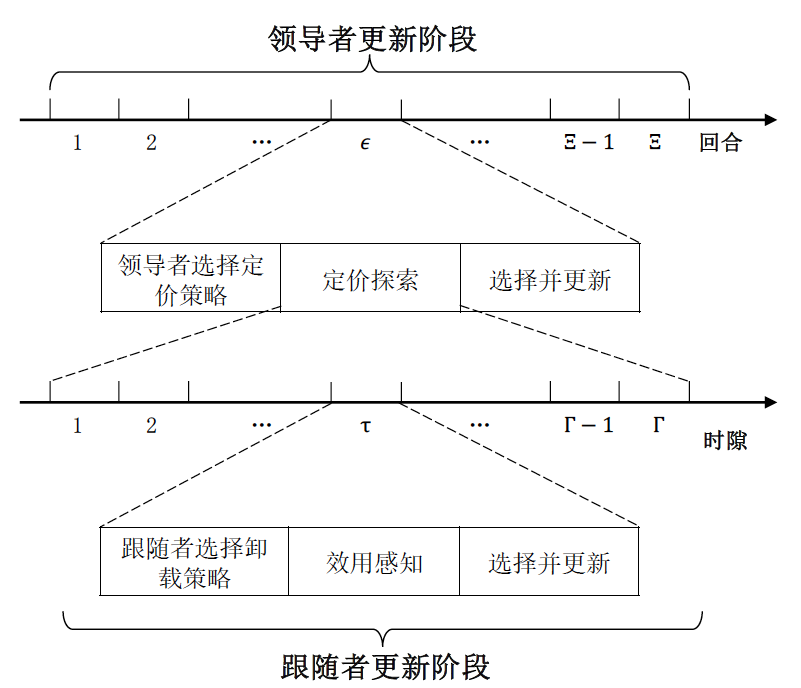 领导者更新阶段
1 2 ··· ϵ ··· Ξ − 1 Ξ 回合
领导者选择定
价策略
定价探索
选择并更新
1 2 ··· τ ··· Γ − 1 Γ 时隙
跟随者选择卸
载策略
效用感知
选择并更新
跟随者更新阶段